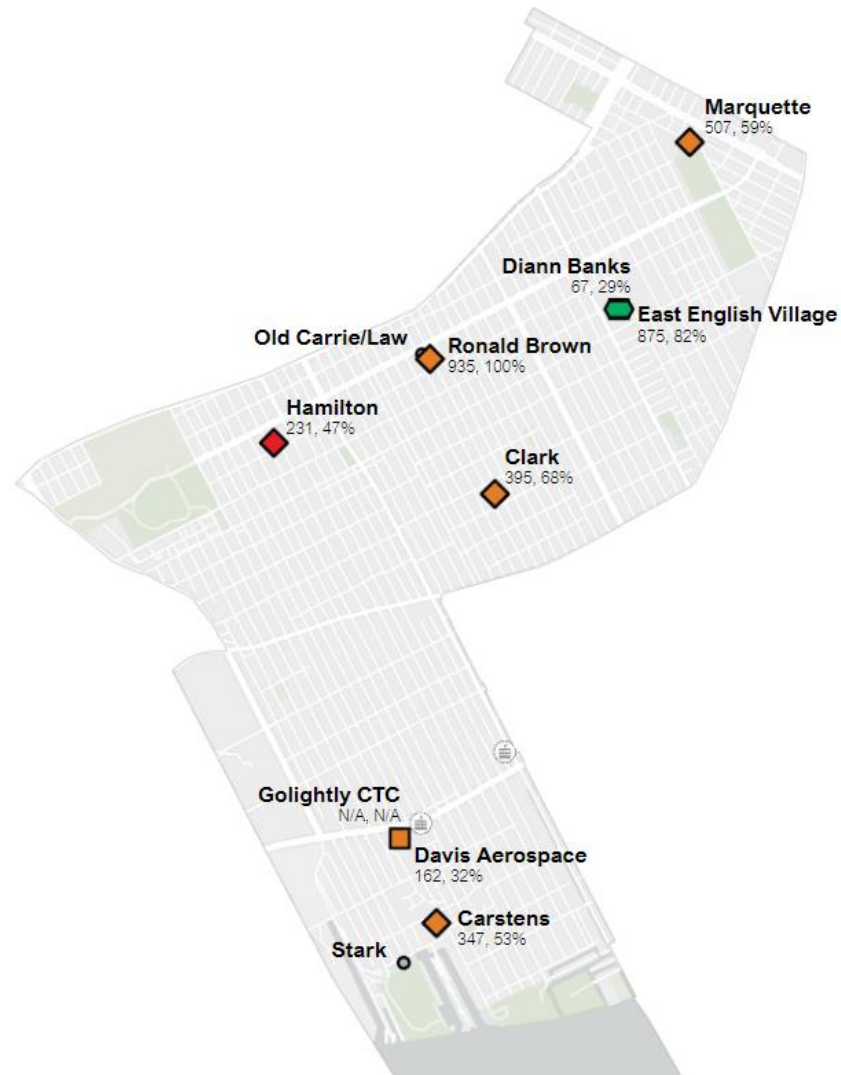 Marquette
507, 59%
Diann Banks
67, 29%
East English Village
875, 82%
Old Carrie/Law
Ronald Brown
935, 100%
Hamilton
231, 47%
Clark
395, 68%
Golightly CTC
N/A, N/A
Davis Aerospace
162, 32%
Carstens
347, 53%
Stark